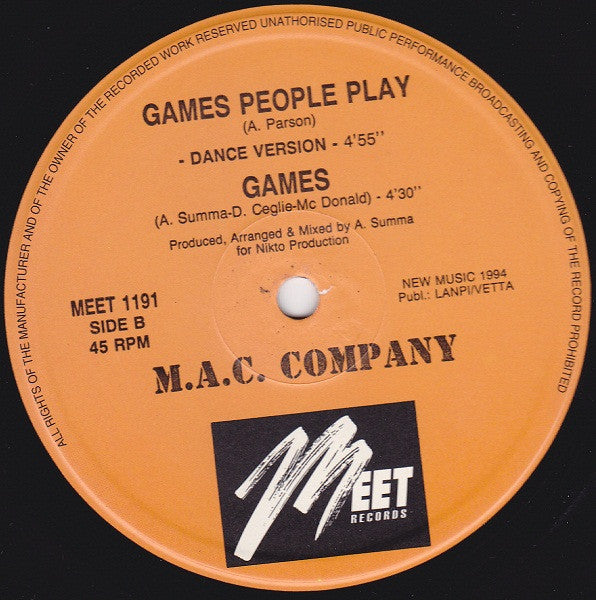 ALL RIGHTS OF THE MANUFACTURER AND OF THE OWNER OF THE RECORDED WORK RESERVED UNATHORISED PUBLIC PERFORMANCE BROADCASTING AND COPYING OF THE RECORD PROHIBITED
GAMES PEOPLE PLAY
(A. Parson)
- DANCE VERSION - 4'55''
GAMES
(A. Summa-D. Ceglie-Mc Donald) - 4'30''
Produced, Arranged & Mixed by A. Summa
for Nikto Production
MEET 1191
SIDE B
45 RPM
NEW MUSIC 1994
Publ.: LANPI/VETTA
M.A.C. COMPANY
MEET
RECORDS